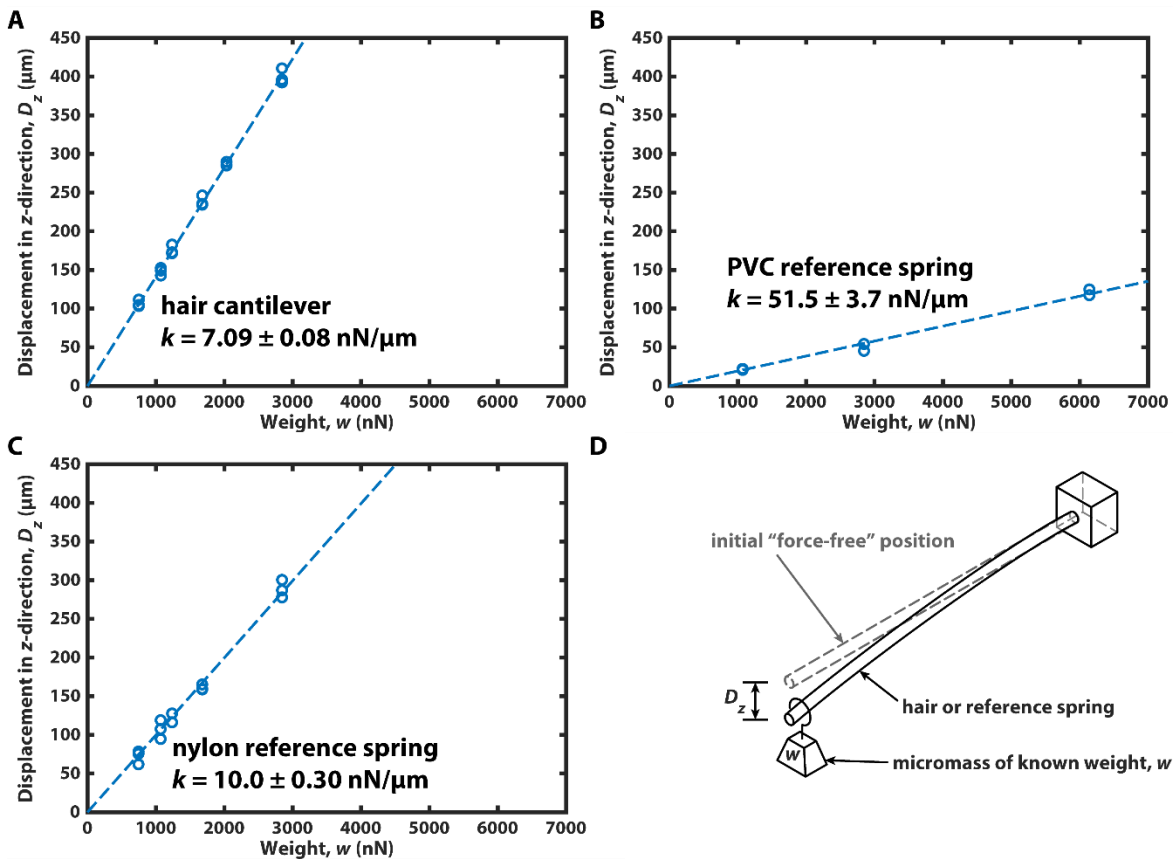 A
450
400
350
300
250
200
150
100
50
0
Displacement in z-direction, D_z (µm)
hair cantilever
k = 7.09 ± 0.08 nN/µm
0 1000 2000 3000 4000 5000 6000 7000
Weight, w (nN)
B
450
400
350
300
250
200
150
100
50
0
Displacement in z-direction, D_z (µm)
PVC reference spring
k = 51.5 ± 3.7 nN/µm
0 1000 2000 3000 4000 5000 6000 7000
Weight, w (nN)
C
450
400
350
300
250
200
150
100
50
0
Displacement in z-direction, D_z (µm)
nylon reference spring
k = 10.0 ± 0.30 nN/µm
0 1000 2000 3000 4000 5000 6000 7000
Weight, w (nN)
D
initial "force-free" position
D_z
hair or reference spring
w
micromass of known weight, w